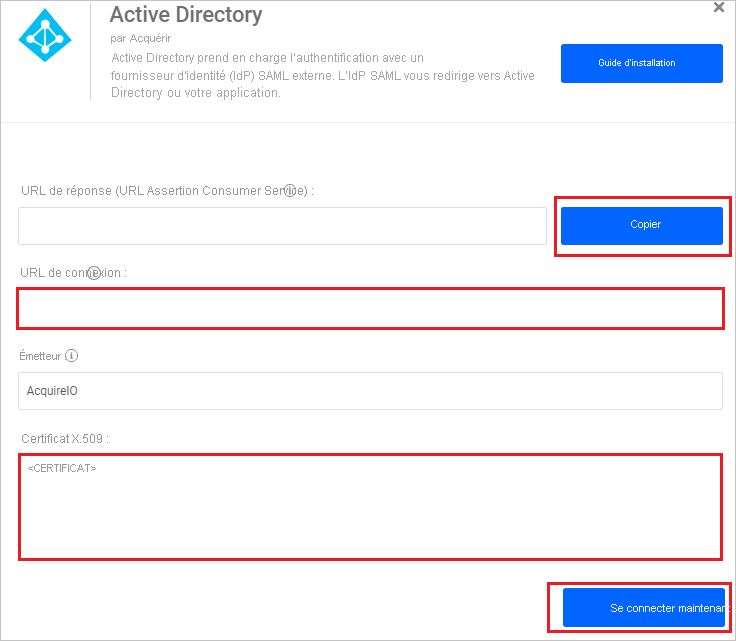 Active Directory
par Acquérir
Active Directory prend en charge l'authentification avec un
fournisseur d'identité (IdP) SAML externe. L'IdP SAML vous redirige vers Active
Directory ou votre application.
Guide d'installation
URL de réponse (URL Assertion Consumer Service) :
Copier
URL de connexion :
Émetteur
AcquireIO
Certificat X.509 :
<CERTIFICAT»
Se connecter maintenant